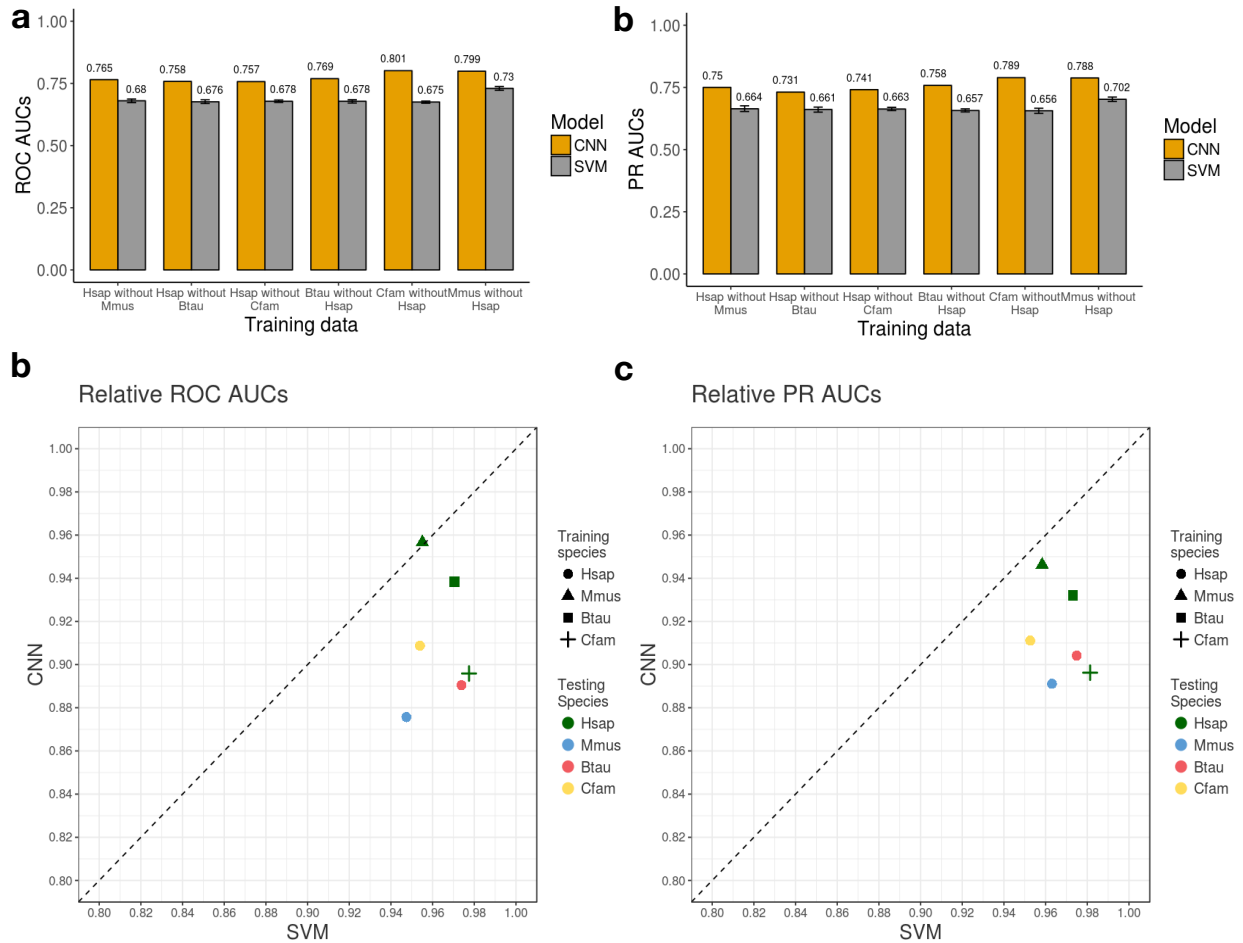 a
1.00
0.75
0.50
0.25
0.00
ROC AUCs
0.765
0.68
0.758
0.676
0.757
0.678
0.769
0.678
0.801
0.675
0.799
0.73
Hsap without
Mmus
Hsap without
Btau
Hsap without
Cfam
Btau without
Hsap
Cfam without
Hsap
Mmus without
Hsap
Training data
Model
CNN
SVM
b
1.00
0.75
0.50
0.25
0.00
PR AUCs
0.75
0.664
0.731
0.661
0.741
0.663
0.758
0.657
0.789
0.656
0.788
0.702
Hsap without
Mmus
Hsap without
Btau
Hsap without
Cfam
Btau without
Hsap
Cfam without
Hsap
Mmus without
Hsap
Training data
Model
CNN
SVM
b
Relative ROC AUCs
1.00
0.98
0.96
0.94
0.92
0.90
0.88
0.86
0.84
0.82
0.80
CNN
0.80 0.82 0.84 0.86 0.88 0.90 0.92 0.94 0.96 0.98 1.00
SVM
Training
species
Hsap
Mmus
Btau
Cfam
Testing
Species
Hsap
Mmus
Btau
Cfam
c
Relative PR AUCs
1.00
0.98
0.96
0.94
0.92
0.90
0.88
0.86
0.84
0.82
0.80
CNN
0.80 0.82 0.84 0.86 0.88 0.90 0.92 0.94 0.96 0.98 1.00
SVM
Training
species
Hsap
Mmus
Btau
Cfam
Testing
Species
Hsap
Mmus
Btau
Cfam